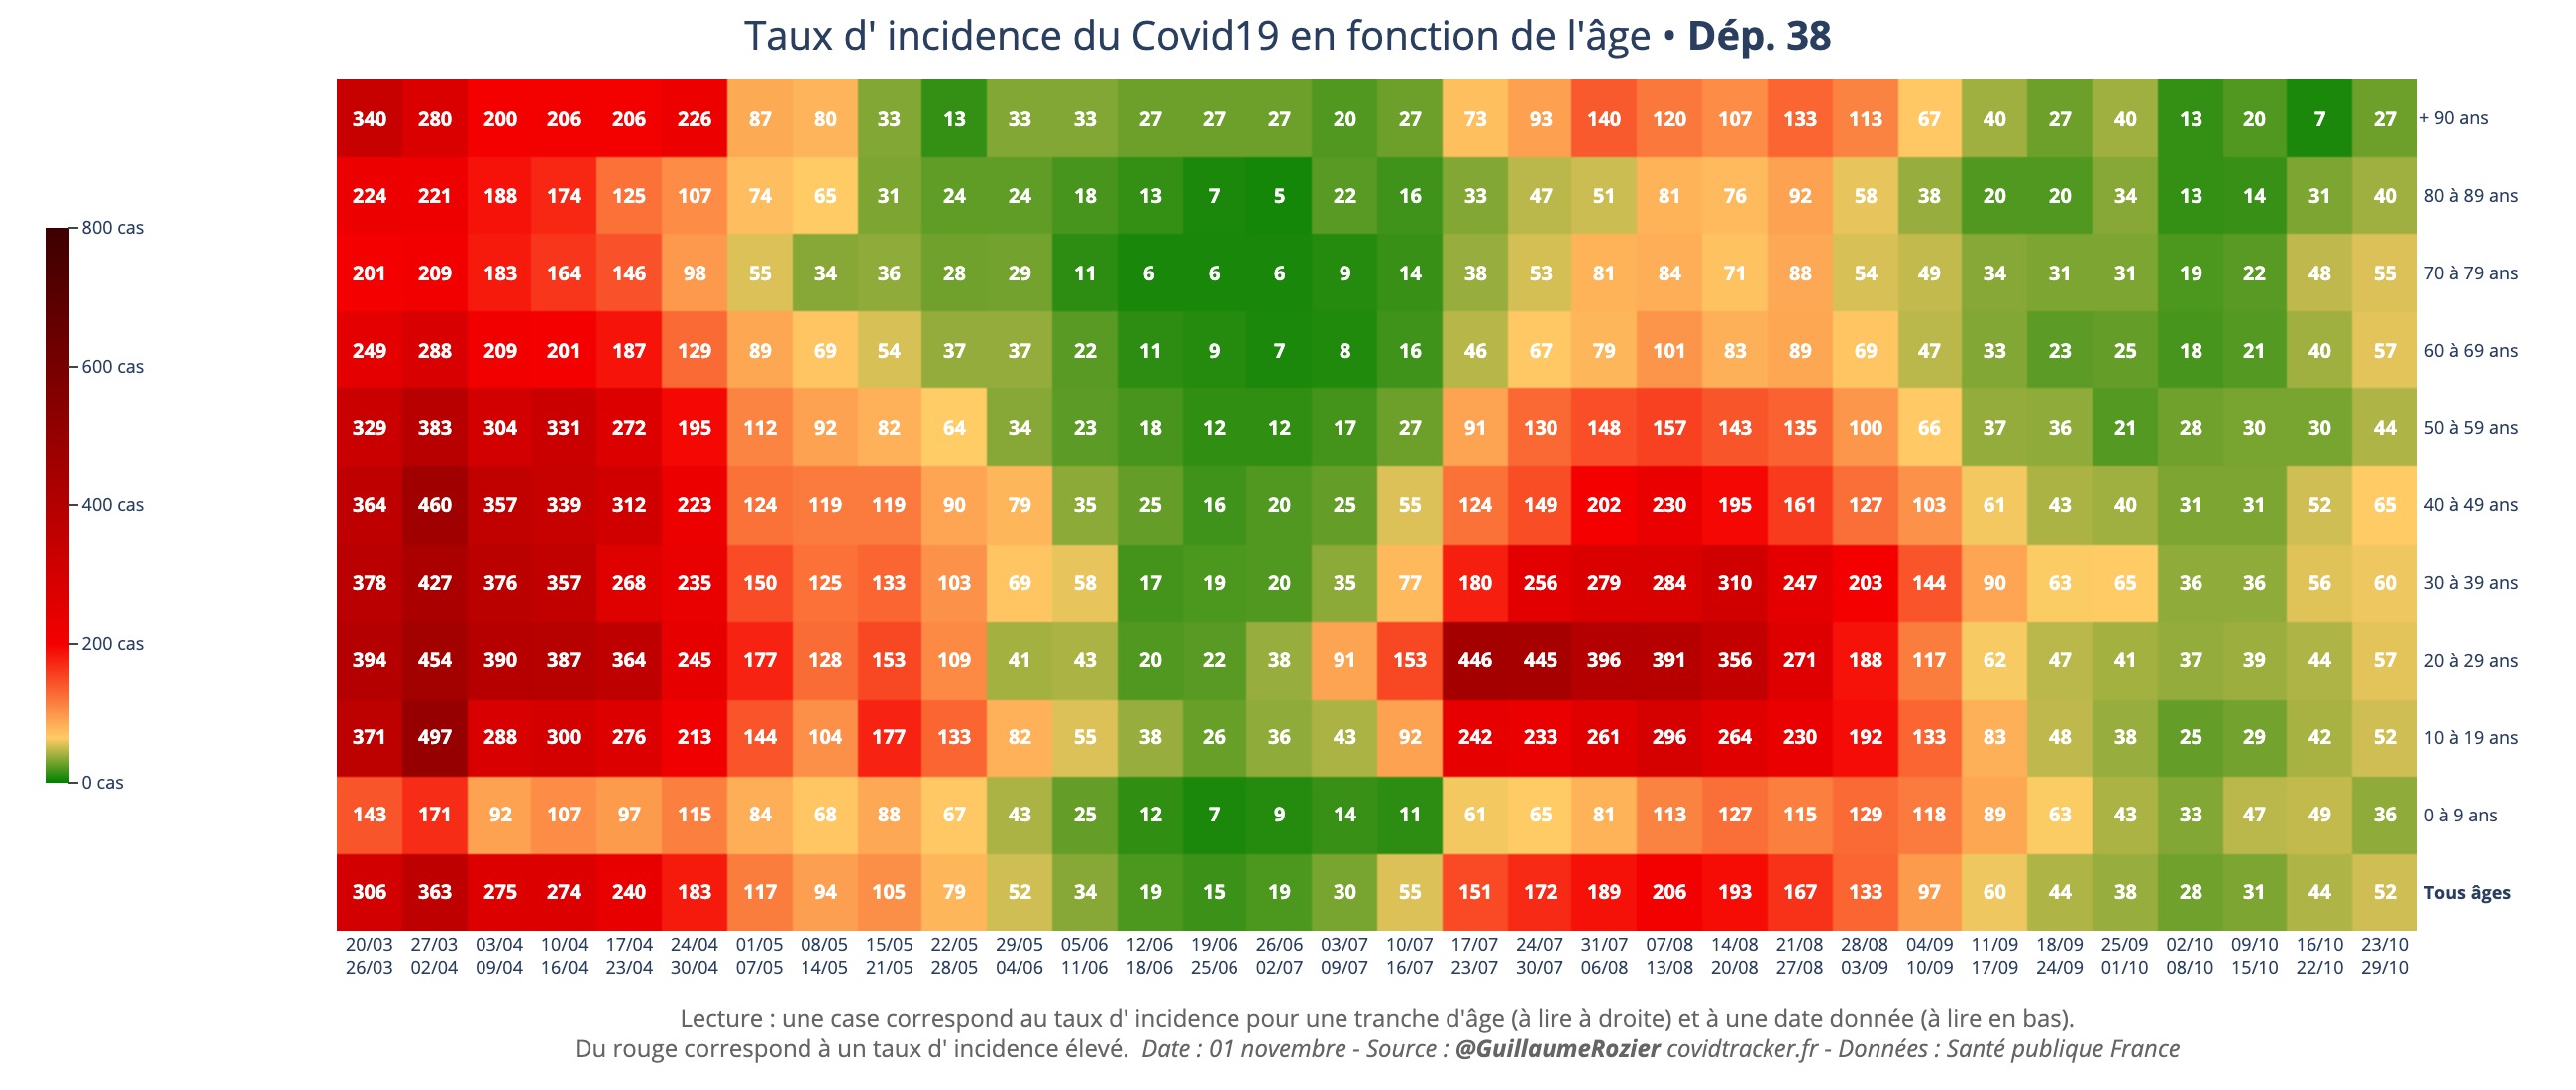 Taux d' incidence du Covid19 en fonction de l'âge • Dép. 38
340 280 200 206 206 226 87 80 33 13 33 33 27 27 27 20 27 73 93 140 120 107 133 113 67 40 27 40 13 20 7 27 + 90 ans
224 221 188 174 125 107 74 65 31 24 24 18 13 7 5 22 16 33 47 51 81 76 92 58 38 20 20 34 13 14 31 40 80 à 89 ans
800 cas
201 209 183 164 146 98 55 34 36 28 29 11 6 6 6 9 14 38 53 81 84 71 88 54 49 34 31 31 19 22 48 55 70 à 79 ans
249 288 209 201 187 129 89 69 54 37 37 22 11 9 7 8 16 46 67 79 101 83 89 69 47 33 23 25 18 21 40 57 60 à 69 ans
600 cas
329 383 304 331 272 195 112 92 82 64 34 23 18 12 12 17 27 91 130 148 157 143 135 100 66 37 36 21 28 30 30 44 50 à 59 ans
400 cas
364 460 357 339 312 223 124 119 119 90 79 35 25 16 20 25 55 124 149 202 230 195 161 127 103 61 43 40 31 31 52 65 40 à 49 ans
378 427 376 357 268 235 150 125 133 103 69 58 17 19 20 35 77 180 256 279 284 310 247 203 144 90 63 65 36 36 56 60 30 à 39 ans
200 cas
394 454 390 387 364 245 177 128 153 109 41 43 20 22 38 91 153 446 445 396 391 356 271 188 117 62 47 41 37 39 44 57 20 à 29 ans
371 497 288 300 276 213 144 104 177 133 82 55 38 26 36 43 92 242 233 261 296 264 230 192 133 83 48 38 25 29 42 52 10 à 19 ans
0 cas
143 171 92 107 97 115 84 68 88 67 43 25 12 7 9 14 11 61 65 81 113 127 115 129 118 89 63 43 33 47 49 36 0 à 9 ans
306 363 275 274 240 183 117 94 105 79 52 34 19 15 19 30 55 151 172 189 206 193 167 133 97 60 44 38 28 31 44 52 Tous âges
20/03 27/03 03/04 10/04 17/04 24/04 01/05 08/05 15/05 22/05 29/05 05/06 12/06 19/06 26/06 03/07 10/07 17/07 24/07 31/07 07/08 14/08 21/08 28/08 04/09 11/09 18/09 25/09 02/10 09/10 16/10 23/10
26/03 02/04 09/04 16/04 23/04 30/04 07/05 14/05 21/05 28/05 04/06 11/06 18/06 25/06 02/07 09/07 16/07 23/07 30/07 06/08 13/08 20/08 27/08 03/09 10/09 17/09 24/09 01/10 08/10 15/10 22/10 29/10
Lecture : une case correspond au taux d' incidence pour une tranche d'âge (à lire à droite) et à une date donnée (à lire en bas).
Du rouge correspond à un taux d' incidence élevé. Date : 01 novembre - Source : @GuillaumeRozier covidtracker.fr - Données : Santé publique France